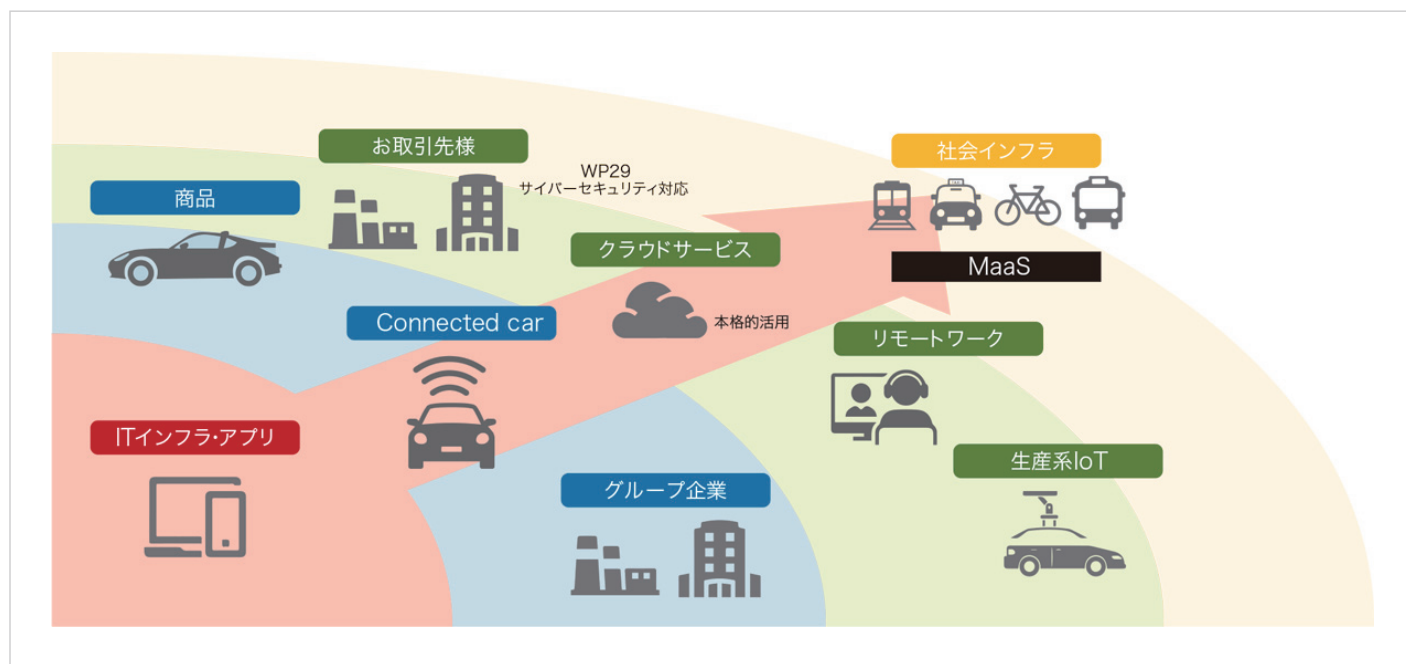 お取引先様
WP29
サイバーセキュリティ対応
社会インフラ
商品
クラウドサービス
MaaS
Connected car
本格的活用
リモートワーク
ITインフラ・アプリ
生産系IoT
グループ企業